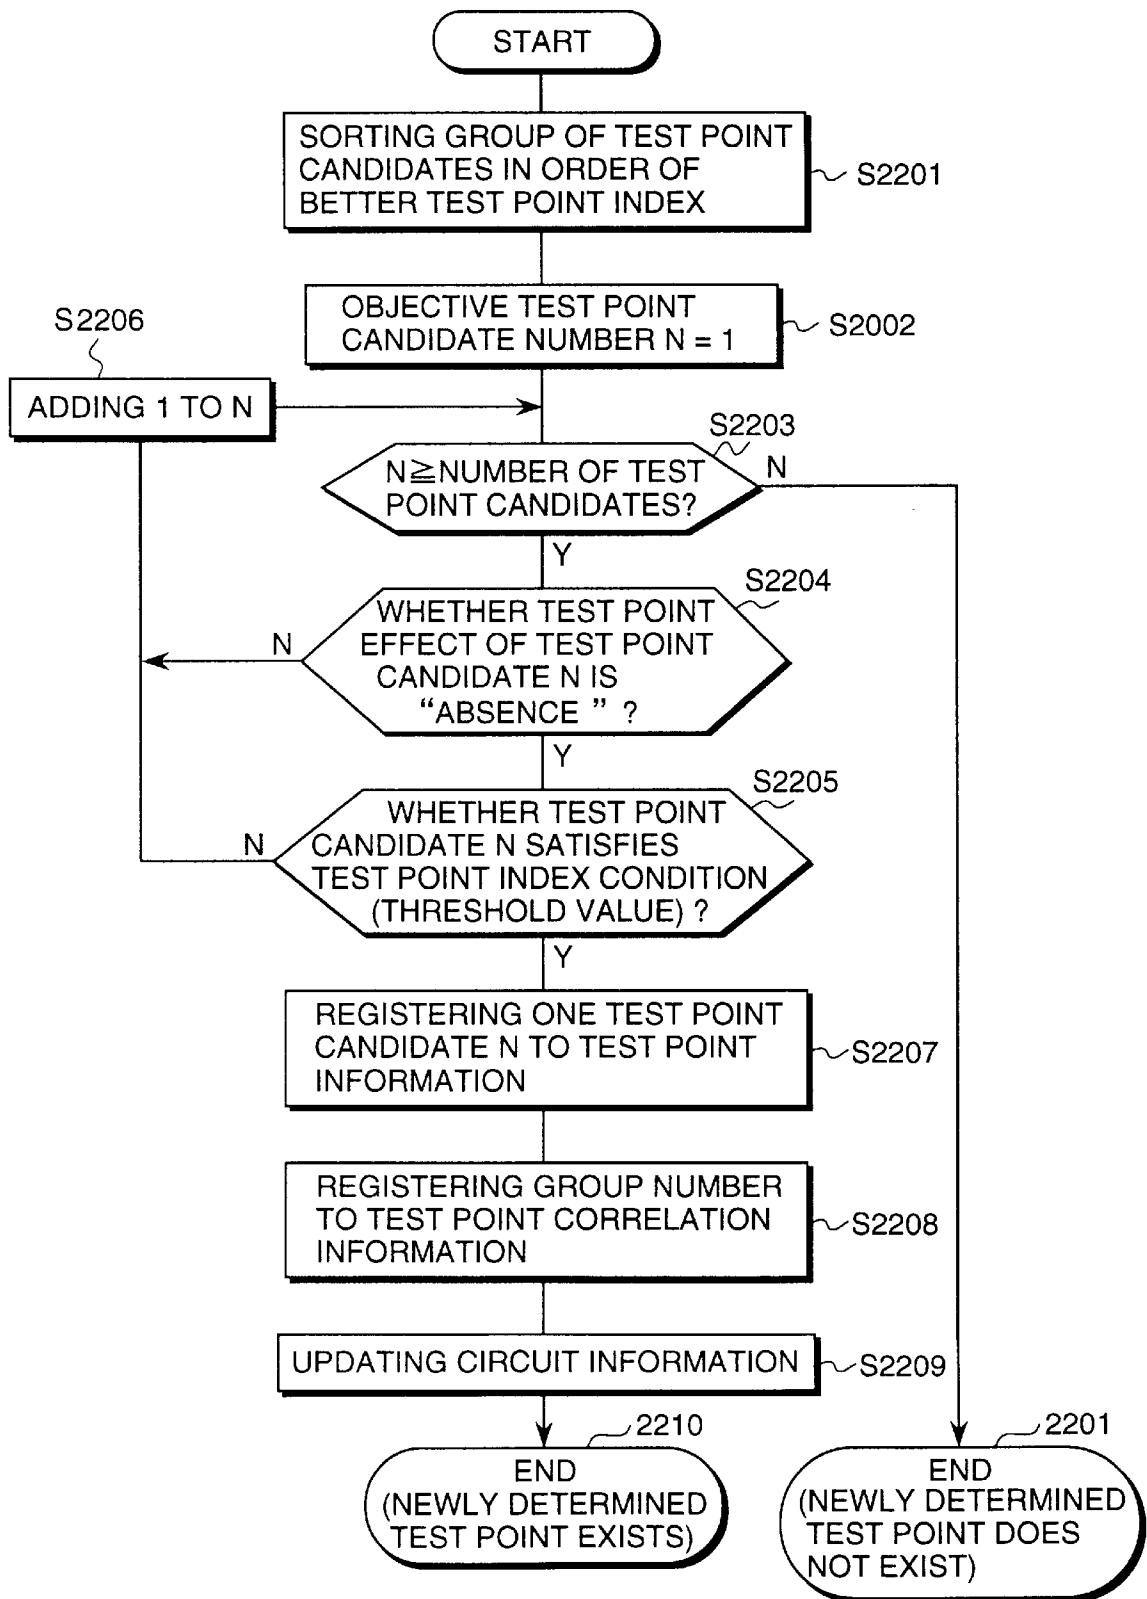 START
SORTING GROUP OF TEST POINT
CANDIDATES IN ORDER OF
BETTER TEST POINT INDEX
S2201
OBJECTIVE TEST POINT
CANDIDATE NUMBER N = 1
S2002
S2206
ADDING 1 TO N
S2203
N≧NUMBER OF TEST
POINT CANDIDATES?
N
Y
S2204
WHETHER TEST POINT
EFFECT OF TEST POINT
CANDIDATE N IS
“ABSENCE ” ?
N
Y
S2205
WHETHER TEST POINT
CANDIDATE N SATISFIES
TEST POINT INDEX CONDITION
(THRESHOLD VALUE) ?
N
Y
REGISTERING ONE TEST POINT
CANDIDATE N TO TEST POINT
INFORMATION
S2207
REGISTERING GROUP NUMBER
TO TEST POINT CORRELATION
INFORMATION
S2208
UPDATING CIRCUIT INFORMATION
S2209
2210
END
(NEWLY DETERMINED
TEST POINT EXISTS)
2201
END
(NEWLY DETERMINED
TEST POINT DOES
NOT EXIST)